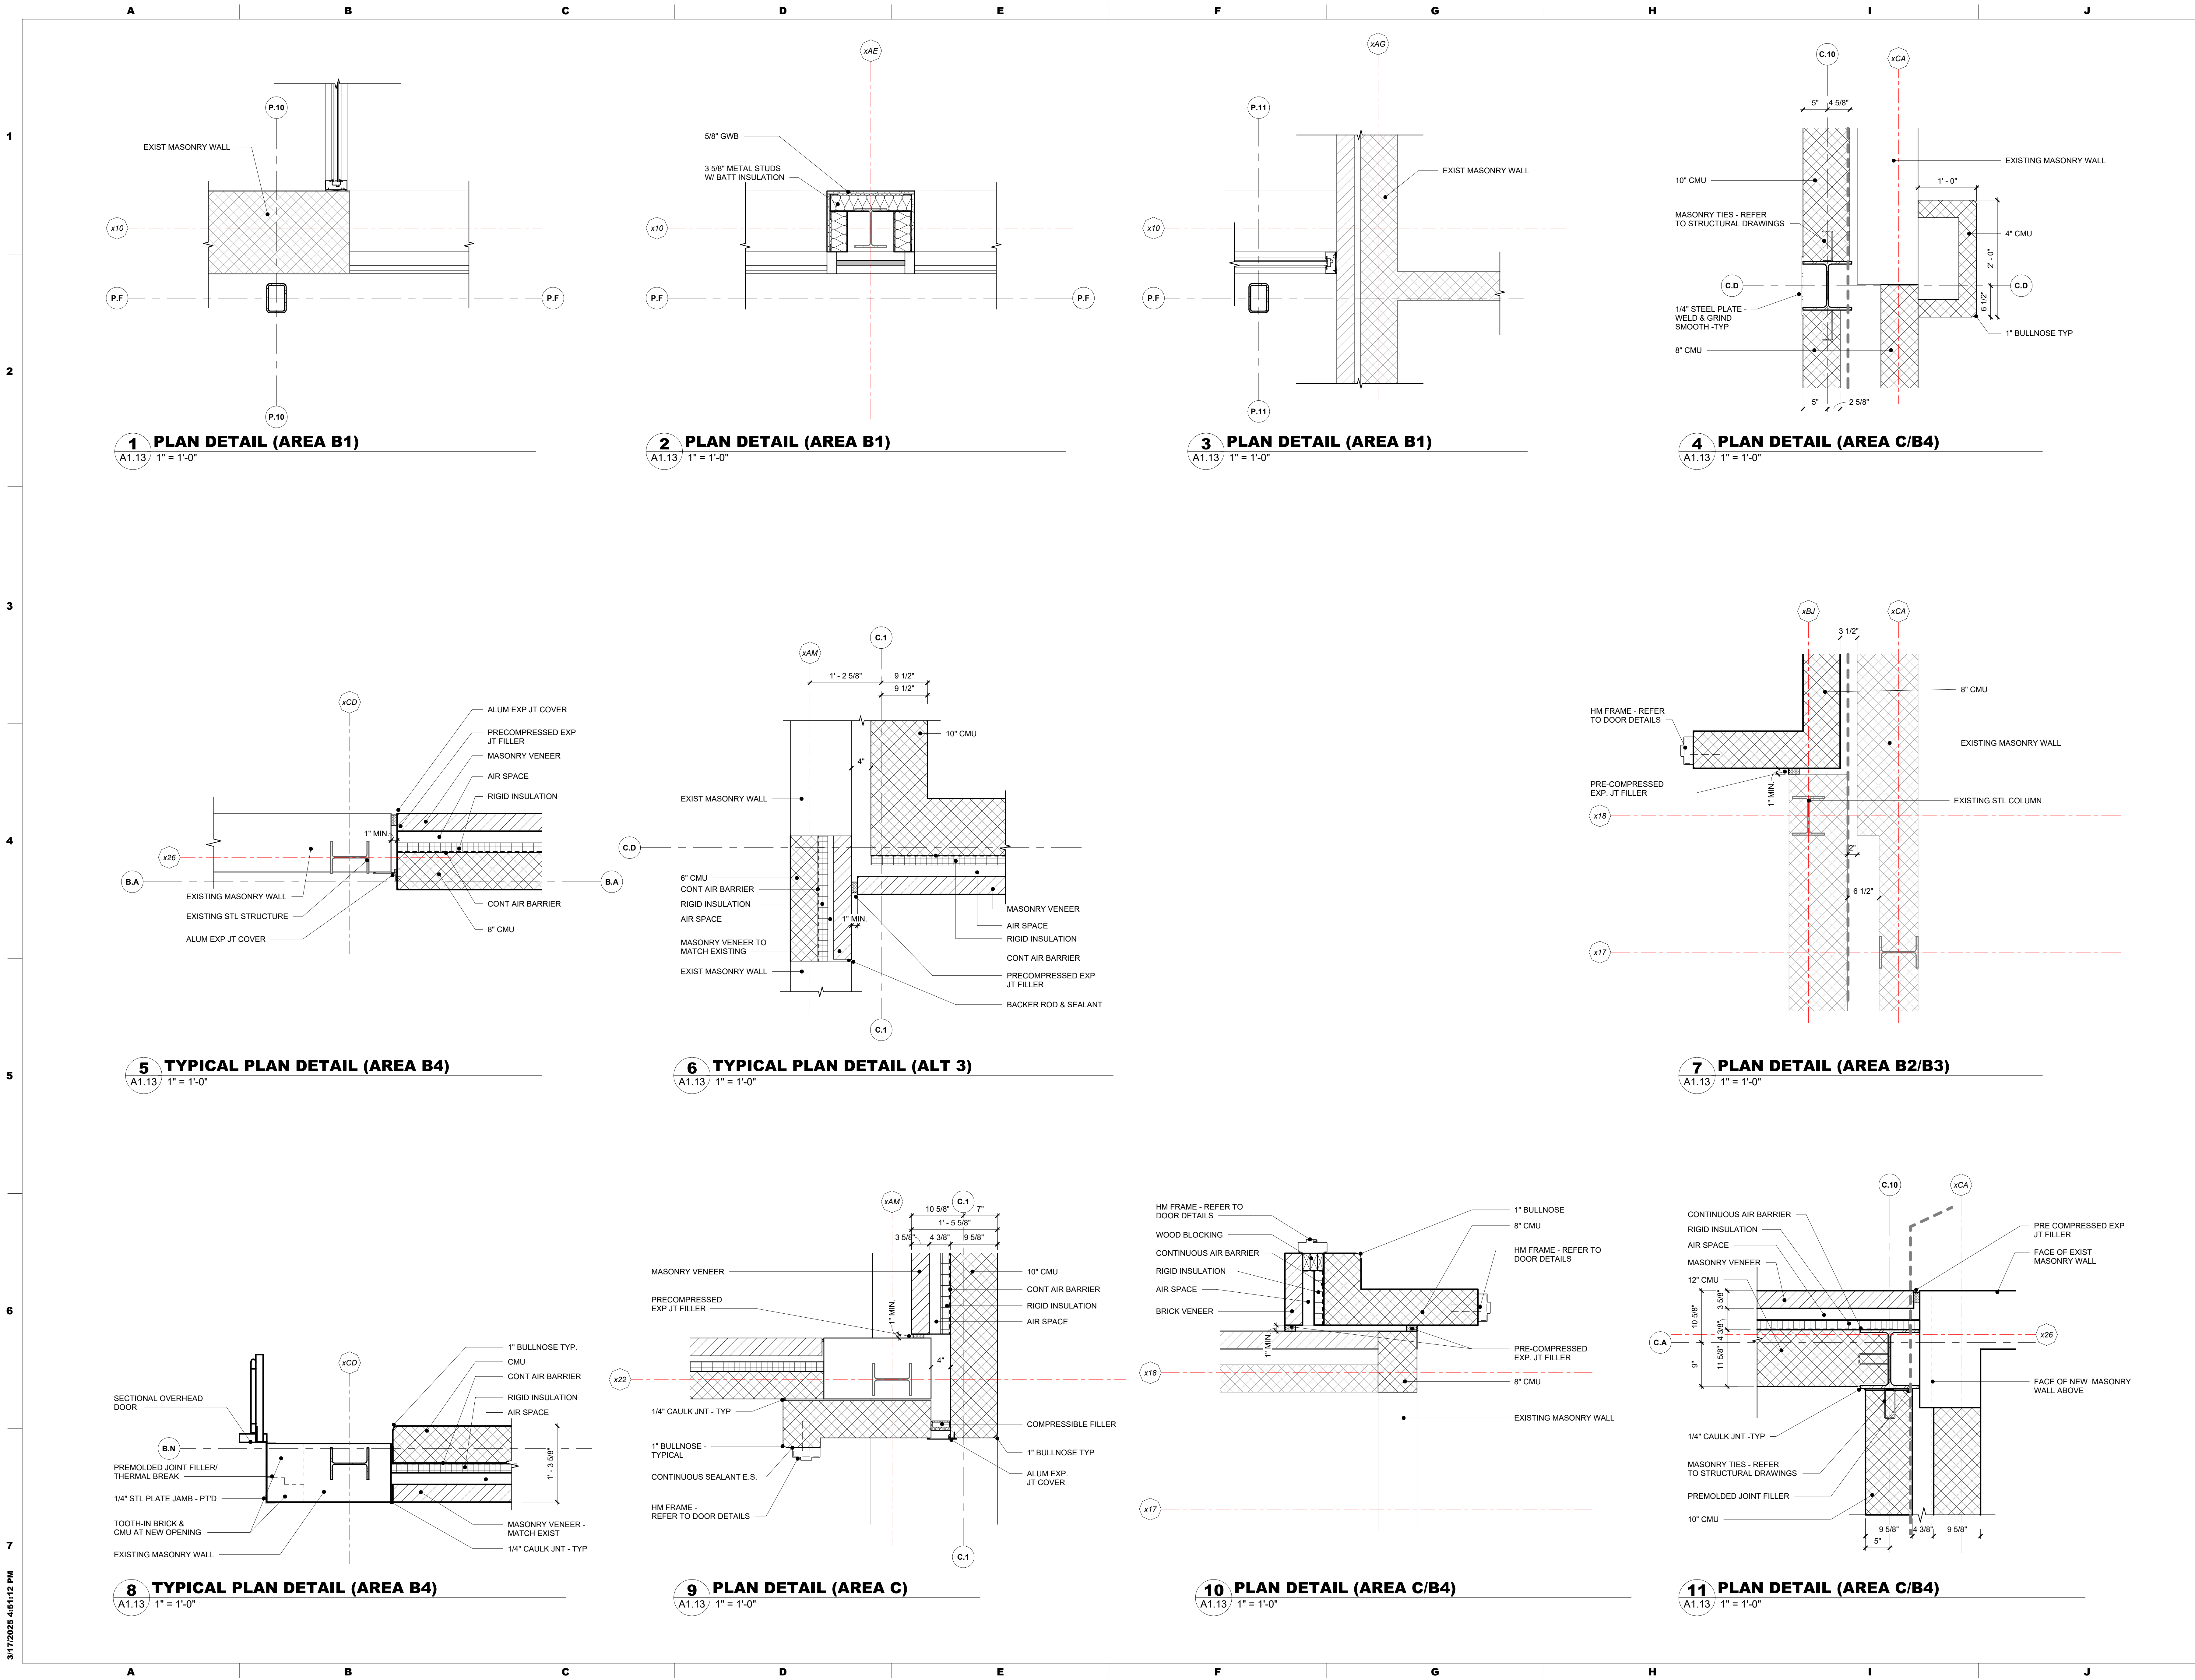 A B C D E F G H I J
1
2
3
4
5
6
7
3/17/2025 4:51:12 PM
P.10
EXIST MASONRY WALL
x10
P.F
P.F
P.10
1 PLAN DETAIL (AREA B1)
A1.13 1" = 1'-0"
xAE
5/8" GWB
3 5/8" METAL STUDS
W/ BATT INSULATION
x10
P.F
P.F
2 PLAN DETAIL (AREA B1)
A1.13 1" = 1'-0"
xAG
P.11
EXIST MASONRY WALL
x10
P.F
P.11
3 PLAN DETAIL (AREA B1)
A1.13 1" = 1'-0"
C.10
xCA
5" 4 5/8"
EXISTING MASONRY WALL
10" CMU
1' - 0"
MASONRY TIES - REFER
TO STRUCTURAL DRAWINGS
4" CMU
2' - 0"
C.D
C.D
6 1/2"
1/4" STEEL PLATE -
WELD & GRIND
SMOOTH -TYP
1" BULLNOSE TYP
8" CMU
5" 2 5/8"
4 PLAN DETAIL (AREA C/B4)
A1.13 1" = 1'-0"
xCD
ALUM EXP JT COVER
PRECOMPRESSED EXP
JT FILLER
MASONRY VENEER
AIR SPACE
RIGID INSULATION
1" MIN.
x26
B.A
B.A
EXISTING MASONRY WALL
EXISTING STL STRUCTURE
ALUM EXP JT COVER
CONT AIR BARRIER
8" CMU
5 TYPICAL PLAN DETAIL (AREA B4)
A1.13 1" = 1'-0"
C.1
xAM
1' - 2 5/8" 9 1/2"
9 1/2"
10" CMU
4"
EXIST MASONRY WALL
C.D
6" CMU
CONT AIR BARRIER
RIGID INSULATION
AIR SPACE
1" MIN.
MASONRY VENEER TO
MATCH EXISTING
EXIST MASONRY WALL
MASONRY VENEER
AIR SPACE
RIGID INSULATION
CONT AIR BARRIER
PRECOMPRESSED EXP
JT FILLER
BACKER ROD & SEALANT
C.1
6 TYPICAL PLAN DETAIL (ALT 3)
A1.13 1" = 1'-0"
xBJ
xCA
3 1/2"
8" CMU
HM FRAME - REFER
TO DOOR DETAILS
EXISTING MASONRY WALL
PRE-COMPRESSED
EXP. JT FILLER
1" MIN.
EXISTING STL COLUMN
x18
2"
6 1/2"
x17
7 PLAN DETAIL (AREA B2/B3)
A1.13 1" = 1'-0"
xCD
1" BULLNOSE TYP.
CMU
CONT AIR BARRIER
RIGID INSULATION
AIR SPACE
SECTIONAL OVERHEAD
DOOR
B.N
1' - 3 5/8"
PREMOLDED JOINT FILLER/
THERMAL BREAK
1/4" STL PLATE JAMB - PT'D
TOOTH-IN BRICK &
CMU AT NEW OPENING
EXISTING MASONRY WALL
MASONRY VENEER -
MATCH EXIST
1/4" CAULK JNT - TYP
8 TYPICAL PLAN DETAIL (AREA B4)
A1.13 1" = 1'-0"
xAM
C.1
10 5/8" 7"
1' - 5 5/8"
3 5/8" 4 3/8" 9 5/8"
MASONRY VENEER
PRECOMPRESSED
EXP JT FILLER
1" MIN.
10" CMU
CONT AIR BARRIER
RIGID INSULATION
AIR SPACE
4"
x22
1/4" CAULK JNT - TYP
1" BULLNOSE -
TYPICAL
CONTINUOUS SEALANT E.S.
HM FRAME -
REFER TO DOOR DETAILS
COMPRESSIBLE FILLER
1" BULLNOSE TYP
ALUM EXP.
JT COVER
C.1
9 PLAN DETAIL (AREA C)
A1.13 1" = 1'-0"
HM FRAME - REFER TO
DOOR DETAILS
WOOD BLOCKING
CONTINUOUS AIR BARRIER
RIGID INSULATION
AIR SPACE
BRICK VENEER
1" BULLNOSE
8" CMU
HM FRAME - REFER TO
DOOR DETAILS
1" MIN.
PRE-COMPRESSED
EXP. JT FILLER
x18
8" CMU
EXISTING MASONRY WALL
x17
10 PLAN DETAIL (AREA C/B4)
A1.13 1" = 1'-0"
C.10
xCA
CONTINUOUS AIR BARRIER
RIGID INSULATION
AIR SPACE
MASONRY VENEER
12" CMU
PRE COMPRESSED EXP
JT FILLER
FACE OF EXIST
MASONRY WALL
10 5/8"
3 5/8"
4 3/8"
9"
11 5/8"
C.A
x26
FACE OF NEW MASONRY
WALL ABOVE
1/4" CAULK JNT -TYP
MASONRY TIES - REFER
TO STRUCTURAL DRAWINGS
PREMOLDED JOINT FILLER
10" CMU
9 5/8" 4 3/8" 9 5/8"
5"
11 PLAN DETAIL (AREA C/B4)
A1.13 1" = 1'-0"
A B C D E F G H I J